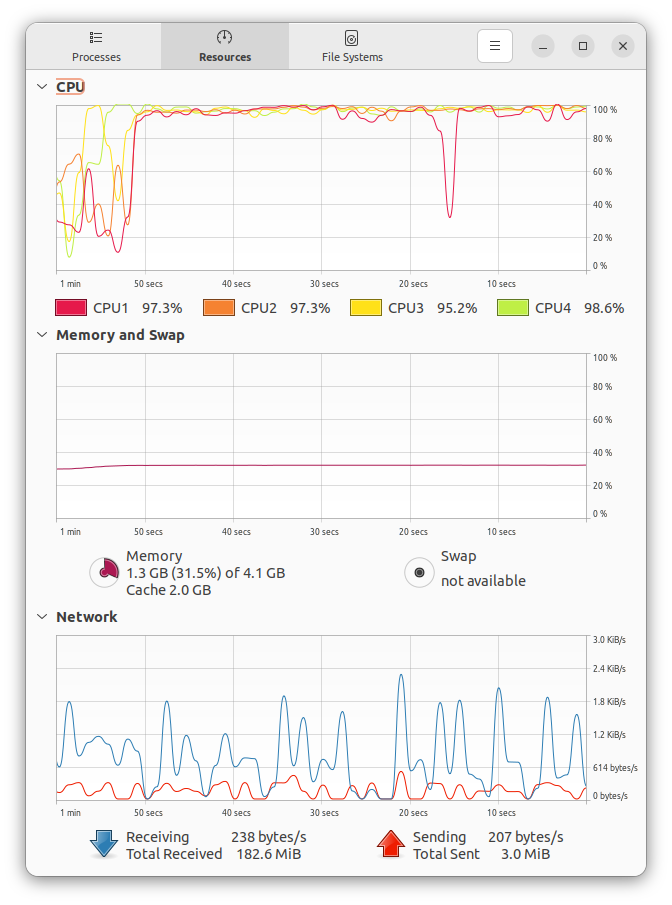 Processes
Resources
File Systems
CPU
100 %
80 %
60 %
40 %
20 %
0 %
1 min 50 secs 40 secs 30 secs 20 secs 10 secs
CPU1 97.3% CPU2 97.3% CPU3 95.2% CPU4 98.6%
Memory and Swap
100 %
80 %
60 %
40 %
20 %
0 %
1 min 50 secs 40 secs 30 secs 20 secs 10 secs
Memory
1.3 GB (31.5%) of 4.1 GB
Cache 2.0 GB
Swap
not available
Network
3.0 KiB/s
2.4 KiB/s
1.8 KiB/s
1.2 KiB/s
614 bytes/s
0 bytes/s
1 min 50 secs 40 secs 30 secs 20 secs 10 secs
Receiving 238 bytes/s
Total Received 182.6 MiB
Sending 207 bytes/s
Total Sent 3.0 MiB